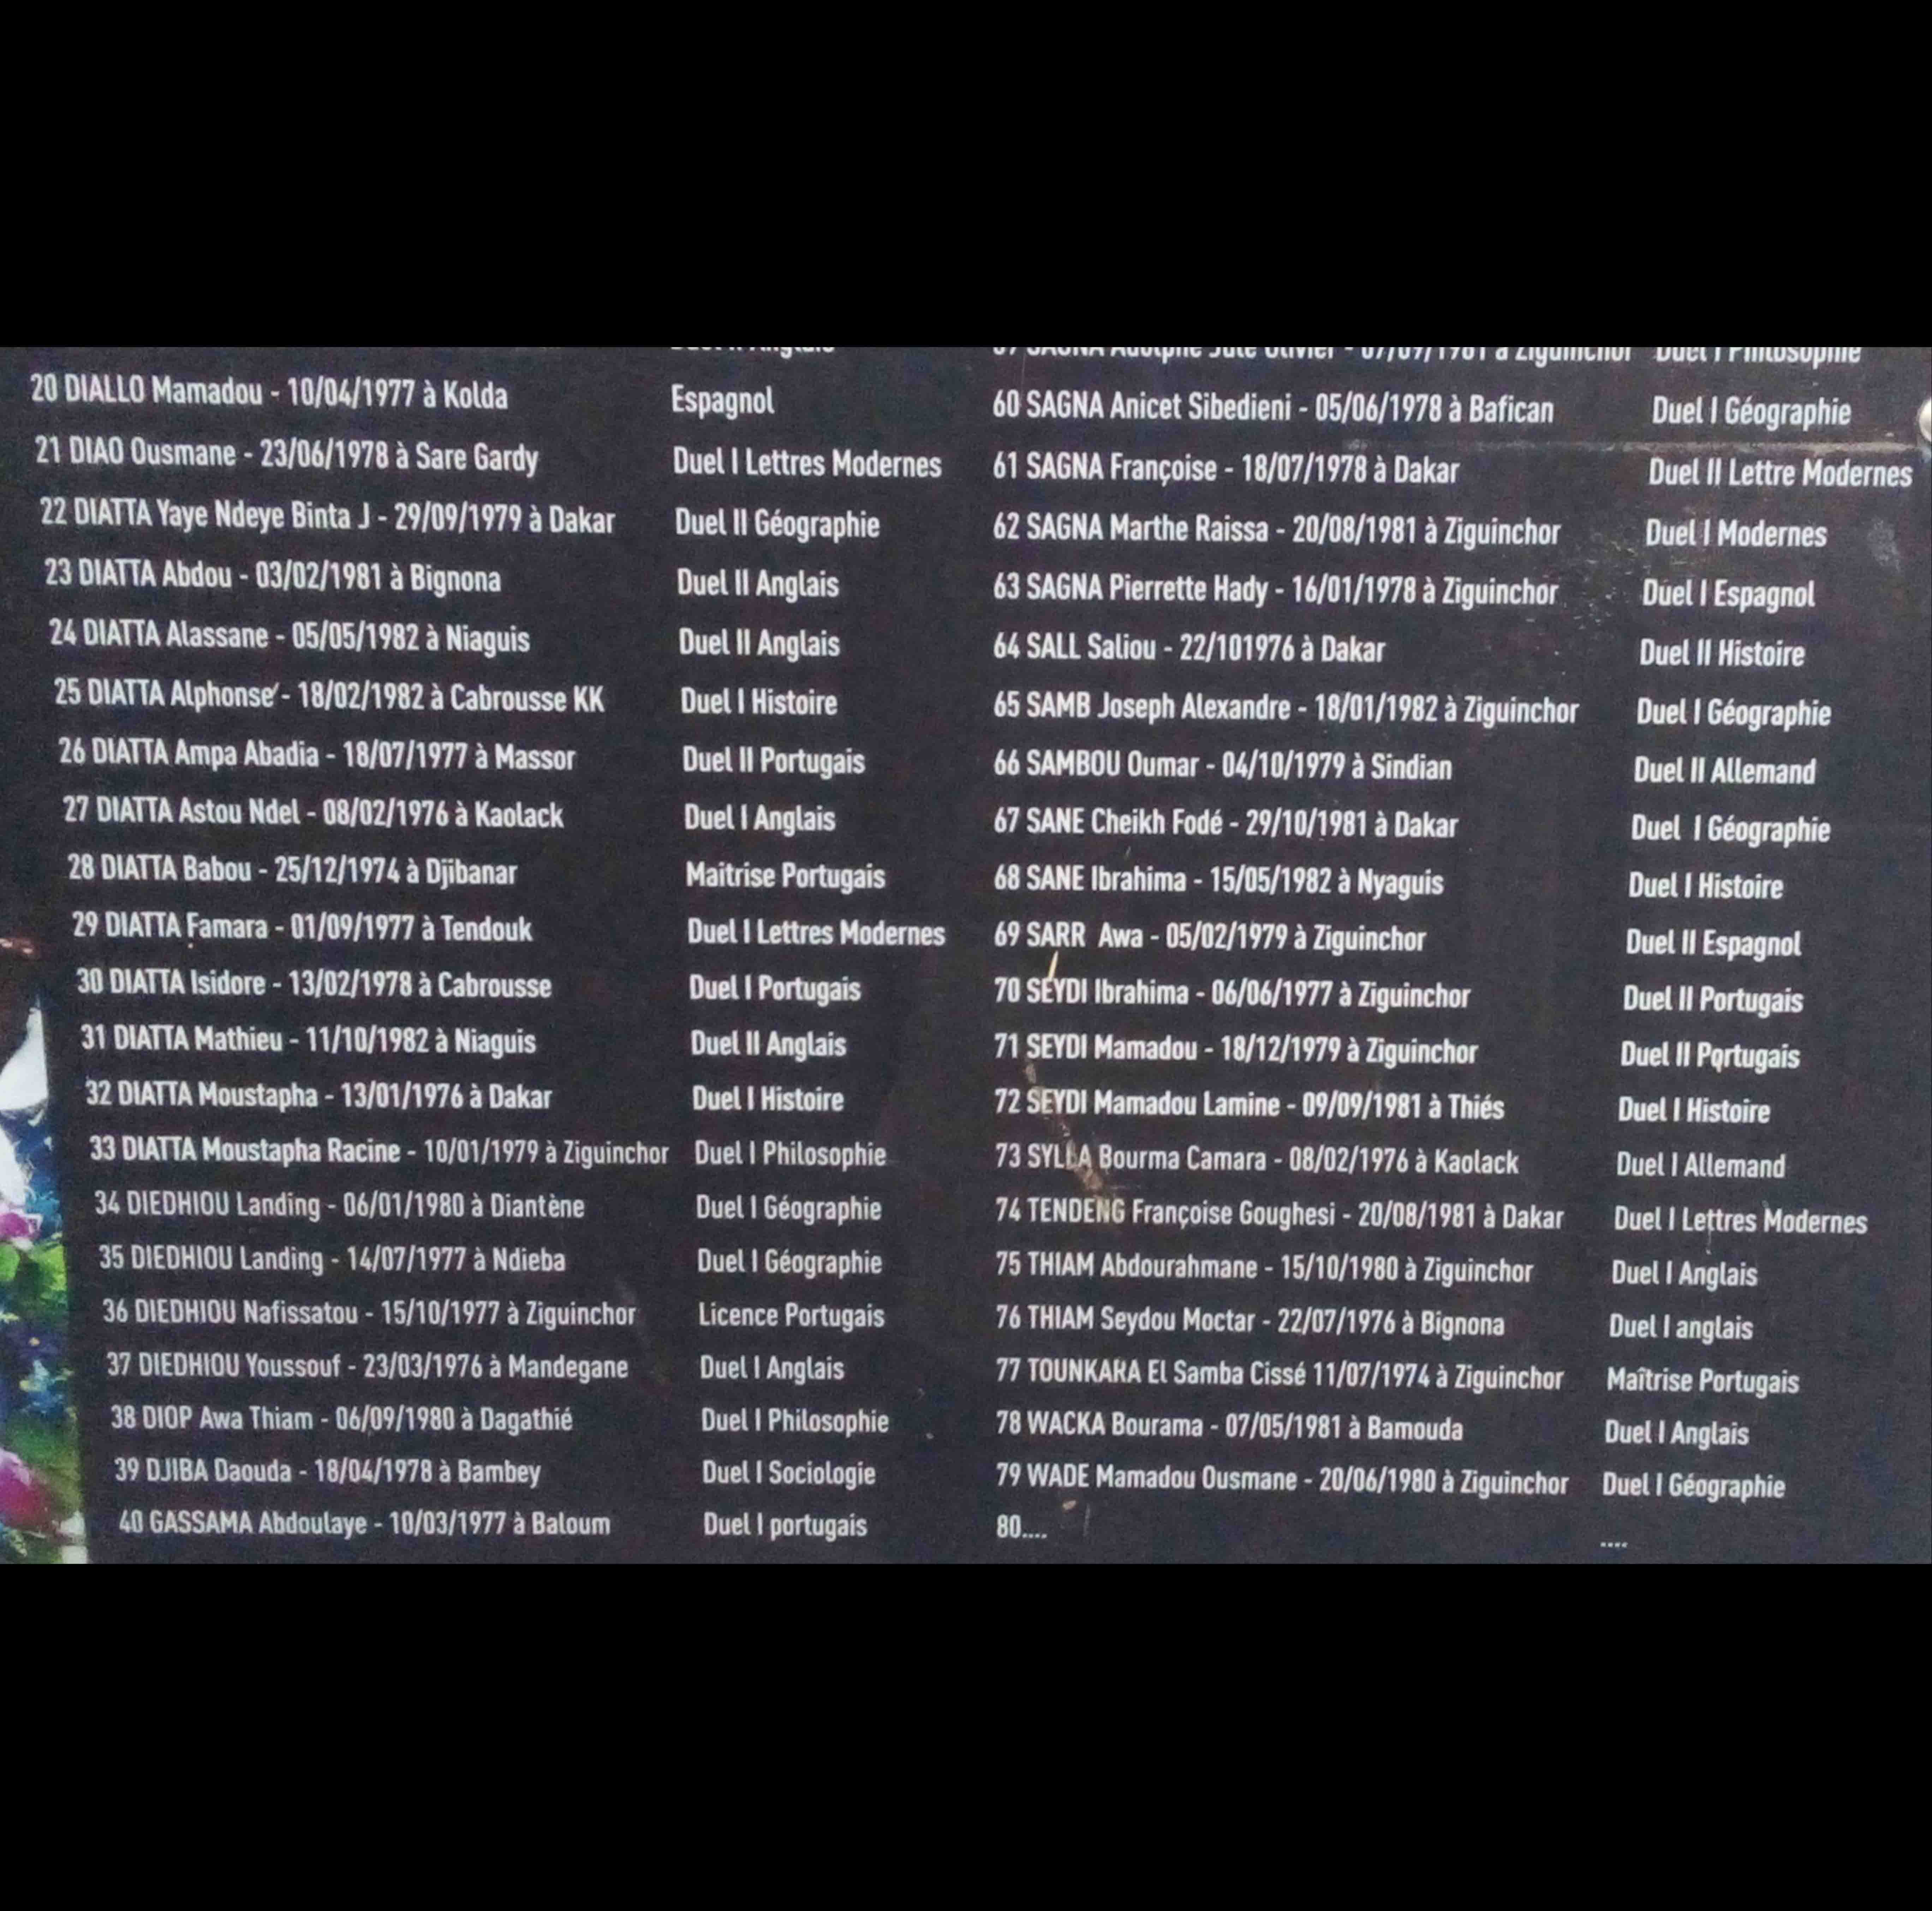 Duel II Anglais
20 DIALLO Mamadou - 10/04/1977 à Kolda Espagnol
21 DIAO Ousmane - 23/06/1978 à Sare Gardy Duel I Lettres Modernes
22 DIATTA Yaye Ndeye Binta J - 29/09/1979 à Dakar Duel II Géographie
23 DIATTA Abdou - 03/02/1981 à Bignona Duel II Anglais
24 DIATTA Alassane - 05/05/1982 à Niaguis Duel II Anglais
25 DIATTA Alphonse - 18/02/1982 à Cabrousse KK Duel I Histoire
26 DIATTA Ampa Abadia - 18/07/1977 à Massor Duel II Portugais
27 DIATTA Astou Ndel - 08/02/1976 à Kaolack Duel I Anglais
28 DIATTA Babou - 25/12/1974 à Djibanar Maitrise Portugais
29 DIATTA Famara - 01/09/1977 à Tendouk Duel I Lettres Modernes
30 DIATTA Isidore - 13/02/1978 à Cabrousse Duel I Portugais
31 DIATTA Mathieu - 11/10/1982 à Niaguis Duel II Anglais
32 DIATTA Moustapha - 13/01/1976 à Dakar Duel I Histoire
33 DIATTA Moustapha Racine - 10/01/1979 à Ziguinchor Duel I Philosophie
34 DIEDHIOU Landing - 06/01/1980 à Diantène Duel I Géographie
35 DIEDHIOU Landing - 14/07/1977 à Ndieba Duel I Géographie
36 DIEDHIOU Nafissatou - 15/10/1977 à Ziguinchor Licence Portugais
37 DIEDHIOU Youssouf - 23/03/1976 à Mandegane Duel I Anglais
38 DIOP Awa Thiam - 06/09/1980 à Dagathié Duel I Philosophie
39 DJIBA Daouda - 18/04/1978 à Bambey Duel I Sociologie
40 GASSAMA Abdoulaye - 10/03/1977 à Baloum Duel I portugais
SAGNA Adolphe Olivier - à Ziguinchor Duel I Philosophie
60 SAGNA Anicet Sibedieni - 05/06/1978 à Bafican Duel I Géographie
61 SAGNA Françoise - 18/07/1978 à Dakar Duel II Lettre Modernes
62 SAGNA Marthe Raissa - 20/08/1981 à Ziguinchor Duel I Modernes
63 SAGNA Pierrette Hady - 16/01/1978 à Ziguinchor Duel I Espagnol
64 SALL Saliou - 22/101976 à Dakar Duel II Histoire
65 SAMB Joseph Alexandre - 18/01/1982 à Ziguinchor Duel I Géographie
66 SAMBOU Oumar - 04/10/1979 à Sindian Duel II Allemand
67 SANE Cheikh Fodé - 29/10/1981 à Dakar Duel I Géographie
68 SANE Ibrahima - 15/05/1982 à Nyaguis Duel I Histoire
69 SARR Awa - 05/02/1979 à Ziguinchor Duel II Espagnol
70 SEYDI Ibrahima - 06/06/1977 à Ziguinchor Duel II Portugais
71 SEYDI Mamadou - 18/12/1979 à Ziguinchor Duel II Portugais
72 SEYDI Mamadou Lamine - 09/09/1981 à Thiés Duel I Histoire
73 SYLLA Bourma Camara - 08/02/1976 à Kaolack Duel I Allemand
74 TENDENG Françoise Goughesi - 20/08/1981 à Dakar Duel I Lettres Modernes
75 THIAM Abdourahmane - 15/10/1980 à Ziguinchor Duel I Anglais
76 THIAM Seydou Moctar - 22/07/1976 à Bignona Duel I anglais
77 TOUNKARA El Samba Cissé 11/07/1974 à Ziguinchor Maîtrise Portugais
78 WACKA Bourama - 07/05/1981 à Bamouda Duel I Anglais
79 WADE Mamadou Ousmane - 20/06/1980 à Ziguinchor Duel I Géographie
80.... ....